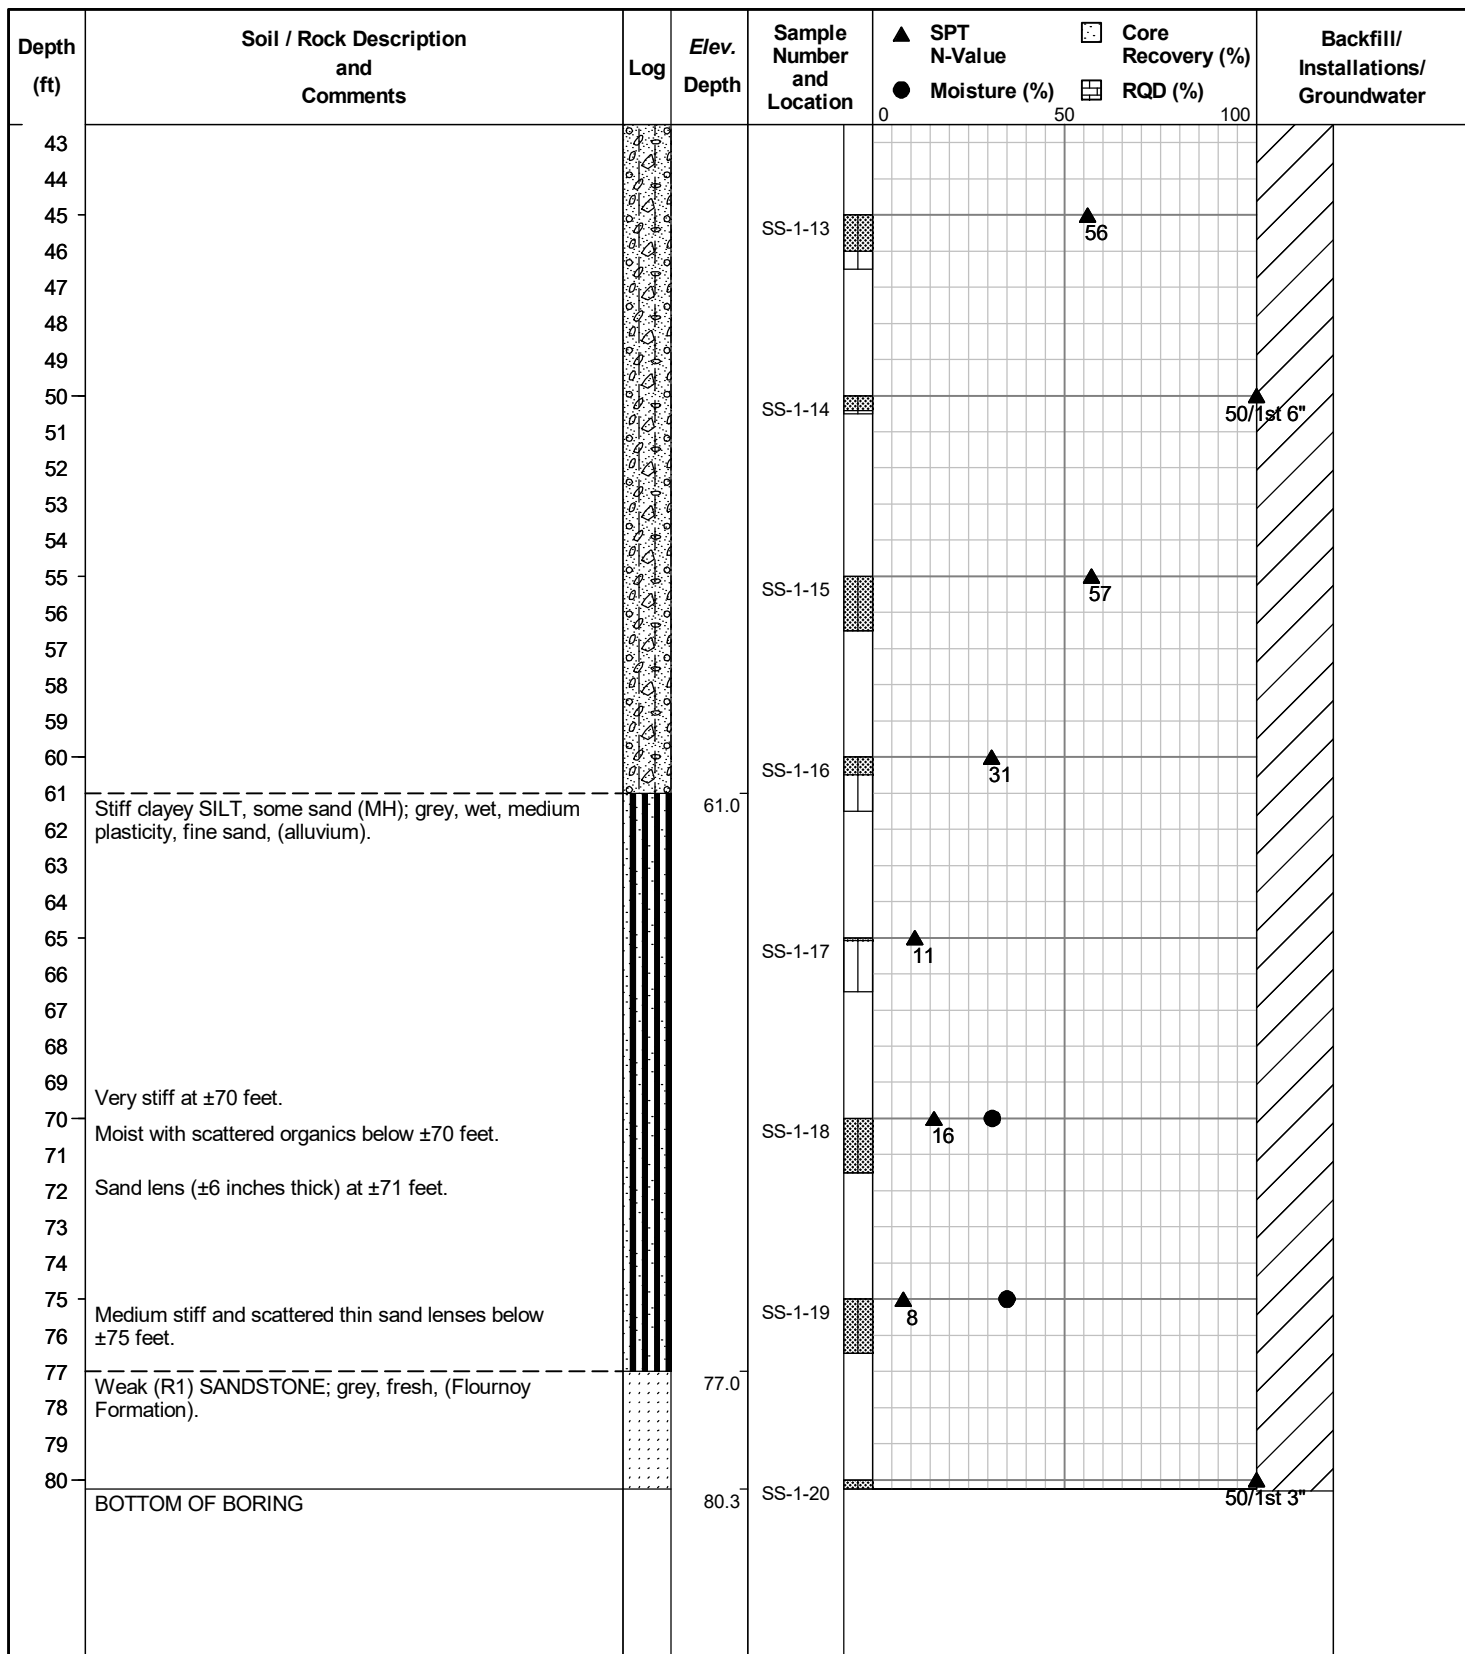 Depth
(ft)
Soil / Rock Description
and
Comments
Log
Elev.
Depth
Sample
Number
and
Location
SPT
N-Value
Core
Recovery (%)
Moisture (%)
RQD (%)
0
50
100
Backfill/
Installations/
Groundwater
43
44
45
SS-1-13
56
46
47
48
49
50
SS-1-14
50/1st 6"
51
52
53
54
55
SS-1-15
57
56
57
58
59
60
SS-1-16
31
61
Stiff clayey SILT, some sand (MH); grey, wet, medium
plasticity, fine sand, (alluvium).
61.0
62
63
64
65
SS-1-17
11
66
67
68
69
Very stiff at ±70 feet.
70
Moist with scattered organics below ±70 feet.
SS-1-18
16
71
72
Sand lens (±6 inches thick) at ±71 feet.
73
74
75
Medium stiff and scattered thin sand lenses below
±75 feet.
SS-1-19
8
76
77
Weak (R1) SANDSTONE; grey, fresh, (Flournoy
Formation).
77.0
78
79
80
BOTTOM OF BORING
80.3
SS-1-20
50/1st 3"